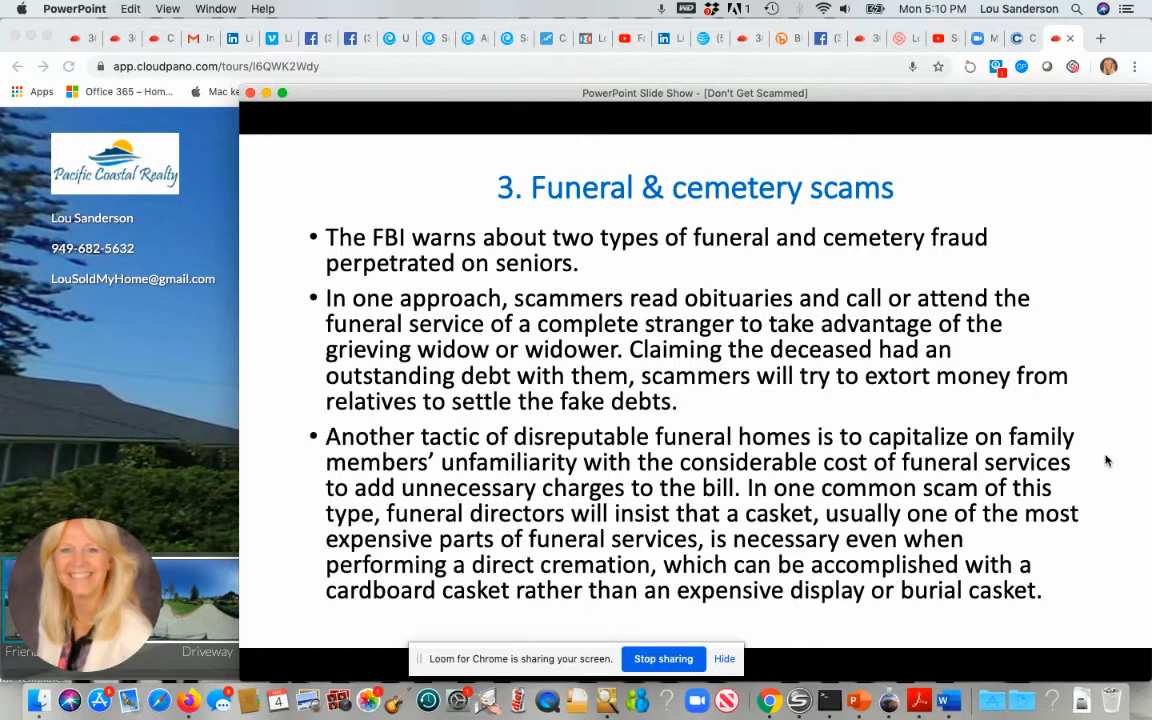 PowerPoint Edit View Window Help Mon 5:10 PM Lou Sanderson
app.cloudpano.com/tours/I6QWK2Wdy
Apps Office 365 – Hom... Mac ke
PowerPoint Slide Show - [Don't Get Scammed]
Pacific Coastal Realty
Lou Sanderson
949-682-5632
LouSoldMyHome@gmail.com
3. Funeral & cemetery scams
• The FBI warns about two types of funeral and cemetery fraud
perpetrated on seniors.
• In one approach, scammers read obituaries and call or attend the
funeral service of a complete stranger to take advantage of the
grieving widow or widower. Claiming the deceased had an
outstanding debt with them, scammers will try to extort money from
relatives to settle the fake debts.
• Another tactic of disreputable funeral homes is to capitalize on family
members’ unfamiliarity with the considerable cost of funeral services
to add unnecessary charges to the bill. In one common scam of this
type, funeral directors will insist that a casket, usually one of the most
expensive parts of funeral services, is necessary even when
performing a direct cremation, which can be accomplished with a
cardboard casket rather than an expensive display or burial casket.
Driveway
Loom for Chrome is sharing your screen. Stop sharing Hide